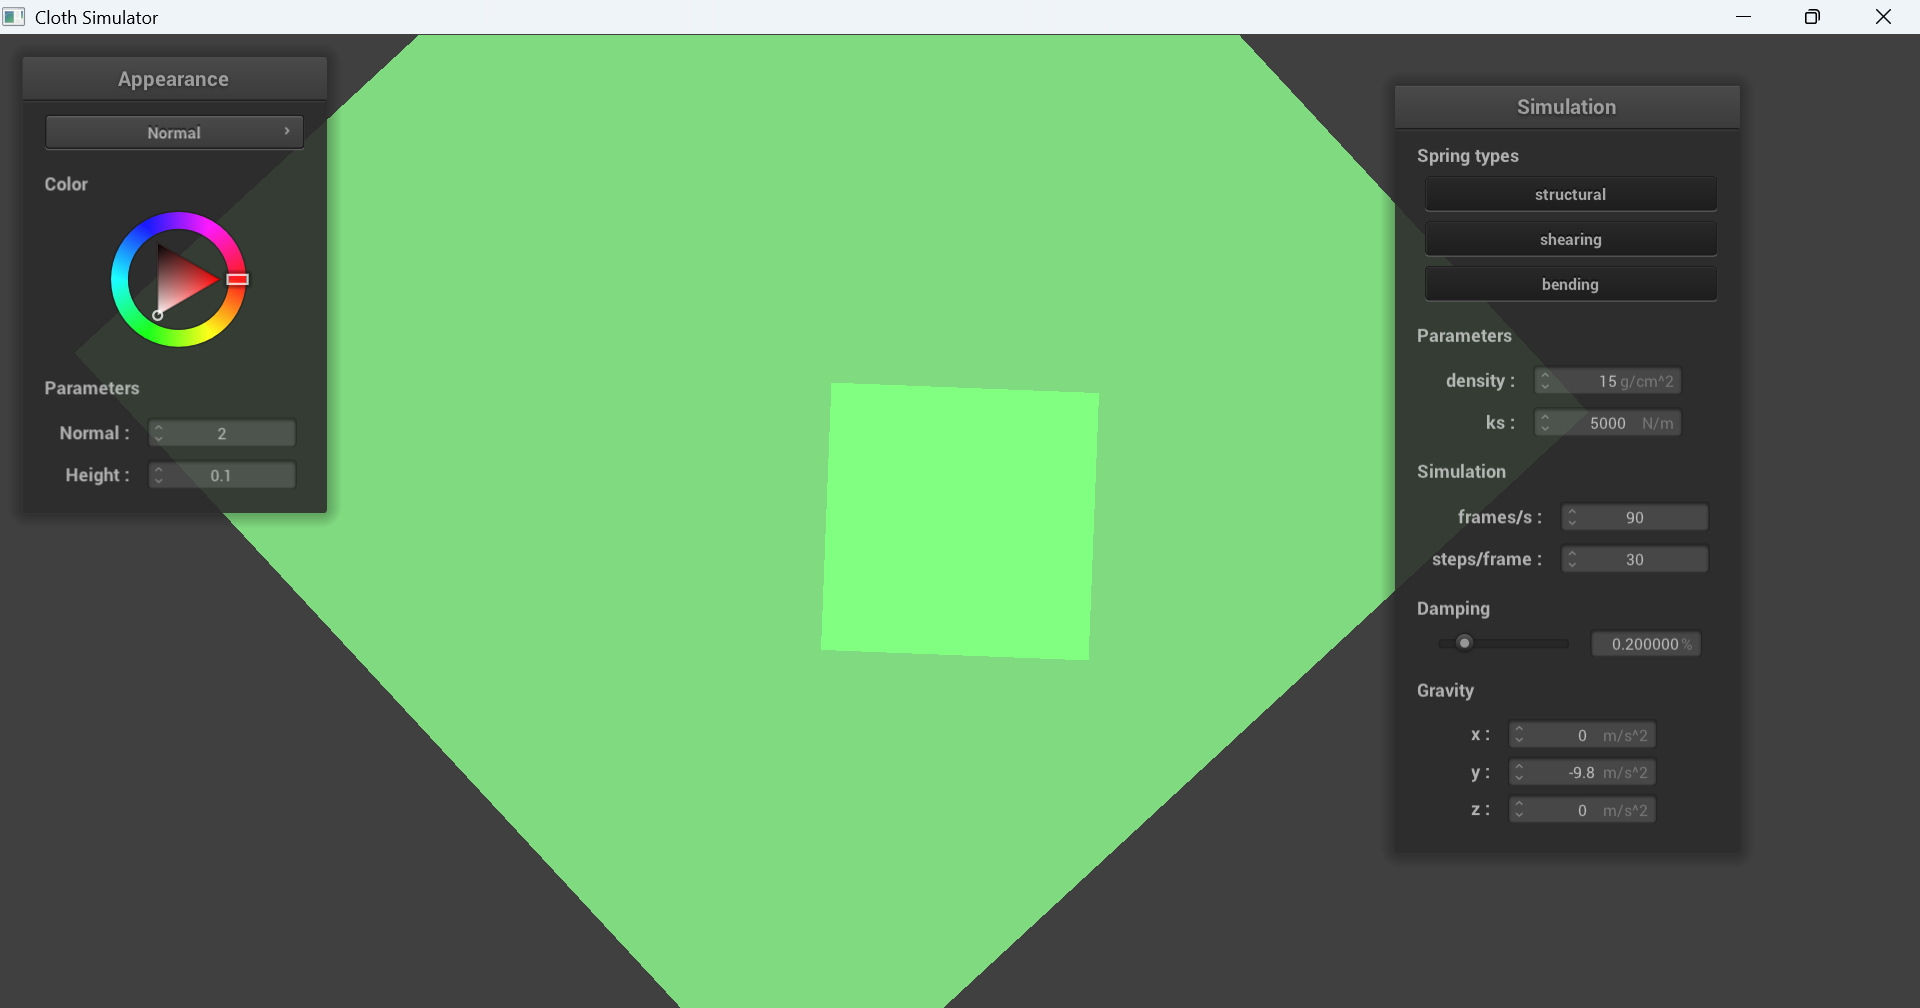 Cloth Simulator
Appearance
Normal
Color
Parameters
Normal : 2
Height : 0.1
Simulation
Spring types
structural
shearing
bending
Parameters
density : 15 g/cm^2
ks : 5000 N/m
Simulation
frames/s : 90
steps/frame : 30
Damping
0.200000 %
Gravity
x : 0 m/s^2
y : -9.8 m/s^2
z : 0 m/s^2